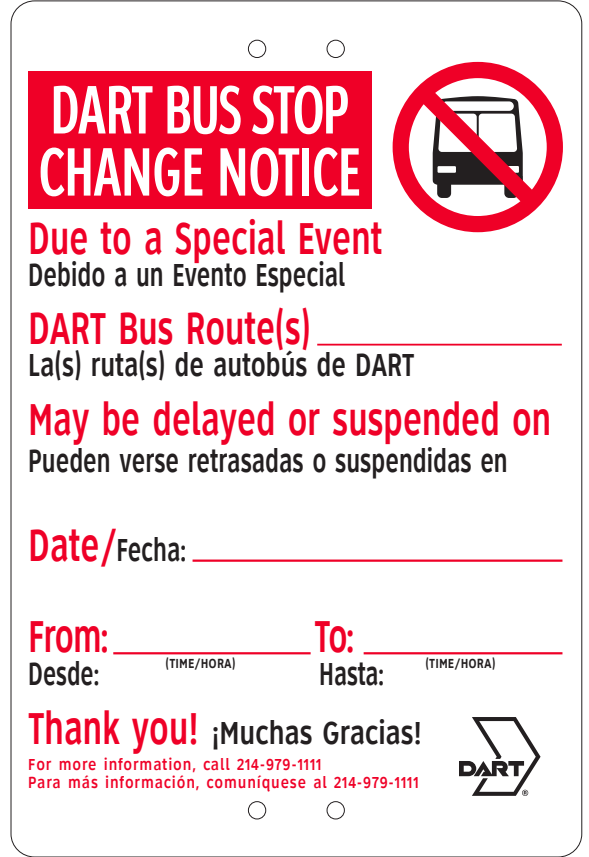 DART BUS STOP
CHANGE NOTICE
Due to a Special Event
Debido a un Evento Especial
DART Bus Route(s)
La(s) ruta(s) de autobús de DART
May be delayed or suspended on
Pueden verse retrasadas o suspendidas en
Date/Fecha:
From: To:
(TIME/HORA) (TIME/HORA)
Desde: Hasta:
Thank you! ¡Muchas Gracias!
For more information, call 214-979-1111
Para más información, comuníquese al 214-979-1111
DART®